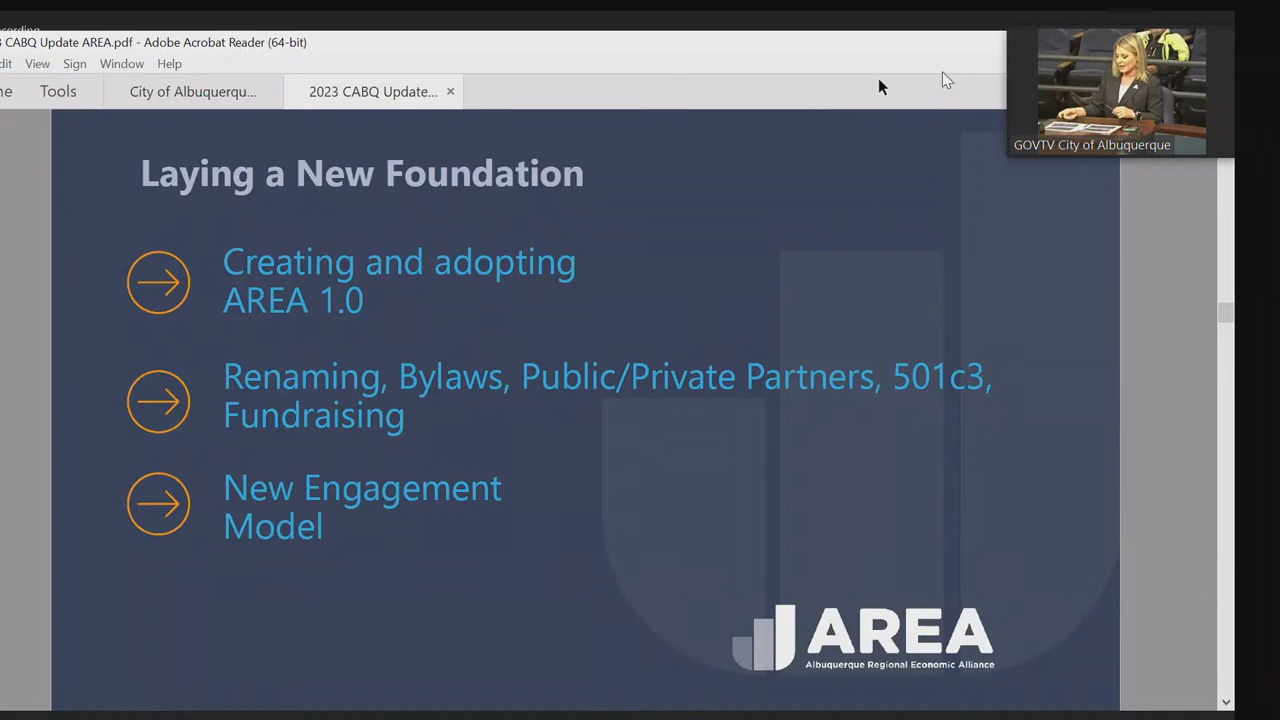 CABQ Update AREA.pdf - Adobe Acrobat Reader (64-bit)
View Sign Window Help
Tools City of Albuquerqu... 2023 CABQ Update... ×
GOVTV City of Albuquerque
Laying a New Foundation
Creating and adopting
AREA 1.0
Renaming, Bylaws, Public/Private Partners, 501c3,
Fundraising
New Engagement
Model
AREA
Albuquerque Regional Economic Alliance